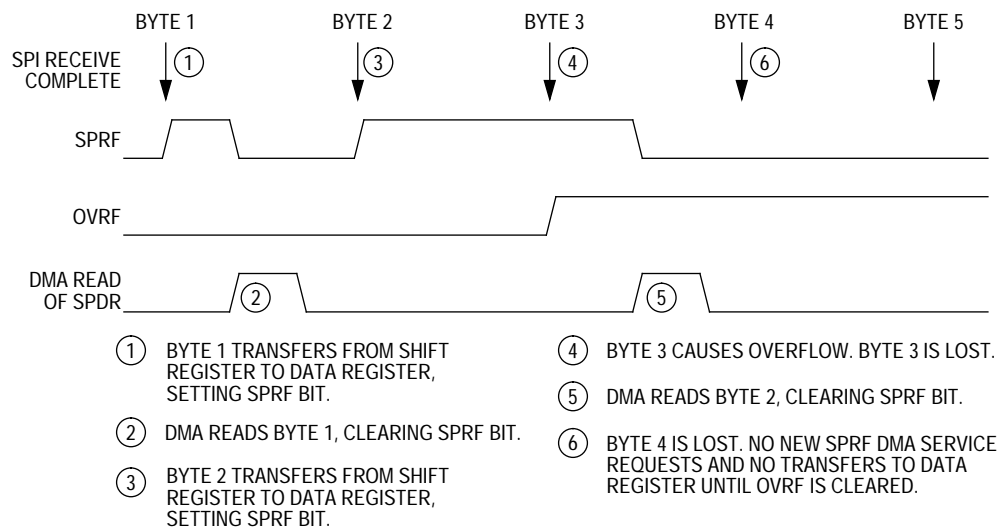 BYTE 1 BYTE 2 BYTE 3 BYTE 4 BYTE 5
SPI RECEIVE
COMPLETE
1 3 4 6
SPRF
OVRF
DMA READ
OF SPDR
2 5
1 BYTE 1 TRANSFERS FROM SHIFT
REGISTER TO DATA REGISTER,
SETTING SPRF BIT.
2 DMA READS BYTE 1, CLEARING SPRF BIT.
3 BYTE 2 TRANSFERS FROM SHIFT
REGISTER TO DATA REGISTER,
SETTING SPRF BIT.
4 BYTE 3 CAUSES OVERFLOW. BYTE 3 IS LOST.
5 DMA READS BYTE 2, CLEARING SPRF BIT.
6 BYTE 4 IS LOST. NO NEW SPRF DMA SERVICE
REQUESTS AND NO TRANSFERS TO DATA
REGISTER UNTIL OVRF IS CLEARED.